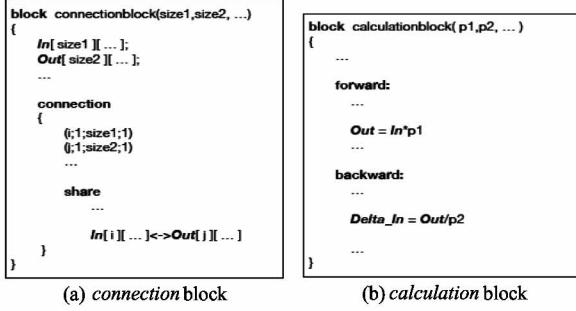 block connectionblock(size1,size2, ...)
{
In[ size1 ][ ... ];
Out[ size2 ][ ... ];
...
connection
{
(i;1;size1;1)
(j;1;size2;1)
...
share
...
In[ i ][ ... ]<->Out[ j ][ ... ]
}
}
(a) connection block
block calculationblock( p1,p2, ... )
{
...
forward:
...
Out = In*p1
...
backward:
...
Delta_In = Out/p2
...
}
(b) calculation block